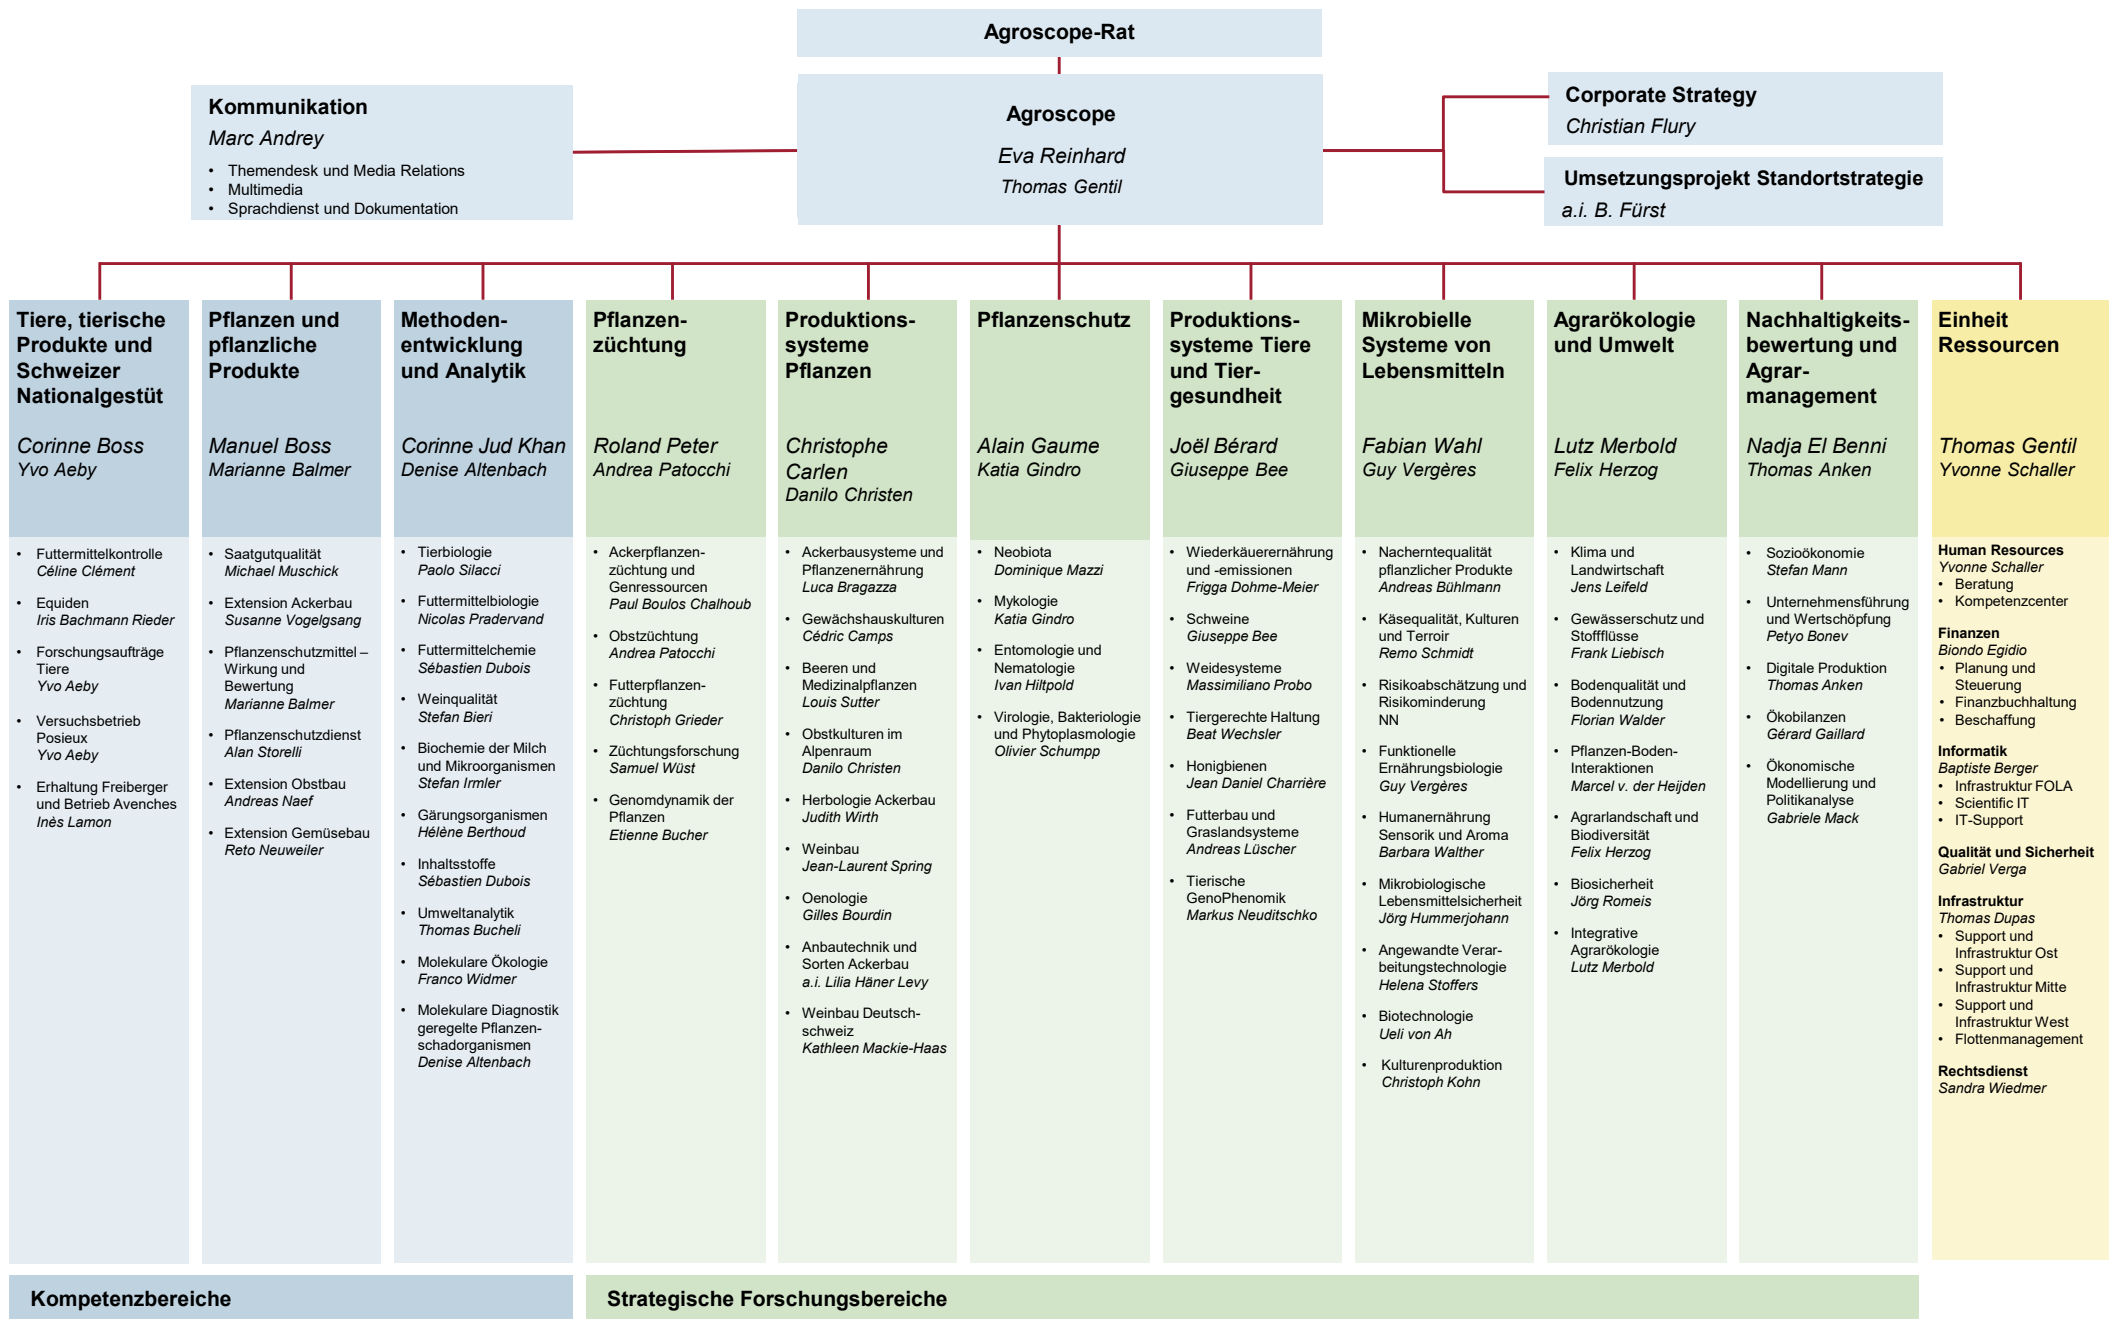 Agroscope-Rat
Kommunikation
Marc Andrey
• Themendesk und Media Relations
• Multimedia
• Sprachdienst und Dokumentation
Agroscope
Eva Reinhard
Thomas Gentil
Corporate Strategy
Christian Flury
Umsetzungsprojekt Standortstrategie
a.i. B. Fürst
Tiere, tierische
Produkte und
Schweizer
Nationalgestüt
Corinne Boss
Yvo Aeby
• Futtermittelkontrolle
Céline Clément
• Equiden
Iris Bachmann Rieder
• Forschungsaufträge
Tiere
Yvo Aeby
• Versuchsbetrieb
Posieux
Yvo Aeby
• Erhaltung Freiberger
und Betrieb Avenches
Inès Lamon
Pflanzen und
pflanzliche
Produkte
Manuel Boss
Marianne Balmer
• Saatgutqualität
Michael Muschick
• Extension Ackerbau
Susanne Vogelgsang
• Pflanzenschutzmittel –
Wirkung und
Bewertung
Marianne Balmer
• Pflanzenschutzdienst
Alan Storelli
• Extension Obstbau
Andreas Naef
• Extension Gemüsebau
Reto Neuweiler
Methoden-
entwicklung
und Analytik
Corinne Jud Khan
Denise Altenbach
• Tierbiologie
Paolo Silacci
• Futtermittelbiologie
Nicolas Pradervand
• Futtermittelchemie
Sébastien Dubois
• Weinqualität
Stefan Bieri
• Biochemie der Milch
und Mikroorganismen
Stefan Irmler
• Gärungsorganismen
Hélène Berthoud
• Inhaltsstoffe
Sébastien Dubois
• Umweltanalytik
Thomas Bucheli
• Molekulare Ökologie
Franco Widmer
• Molekulare Diagnostik
geregelte Pflanzen-
schadorganismen
Denise Altenbach
Pflanzen-
züchtung
Roland Peter
Andrea Patocchi
• Ackerpflanzen-
züchtung und
Genressourcen
Paul Boulos Chalhoub
• Obstzüchtung
Andrea Patocchi
• Futterpflanzen-
züchtung
Christoph Grieder
• Züchtungsforschung
Samuel Wüst
• Genomdynamik der
Pflanzen
Etienne Bucher
Produktions-
systeme
Pflanzen
Christophe
Carlen
Danilo Christen
• Ackerbausysteme und
Pflanzenernährung
Luca Bragazza
• Gewächshauskulturen
Cédric Camps
• Beeren und
Medizinalpflanzen
Louis Sutter
• Obstkulturen im
Alpenraum
Danilo Christen
• Herbologie Ackerbau
Judith Wirth
• Weinbau
Jean-Laurent Spring
• Oenologie
Gilles Bourdin
• Anbautechnik und
Sorten Ackerbau
a.i. Lilia Häner Levy
• Weinbau Deutsch-
schweiz
Kathleen Mackie-Haas
Pflanzenschutz
Alain Gaume
Katia Gindro
• Neobiota
Dominique Mazzi
• Mykologie
Katia Gindro
• Entomologie und
Nematologie
Ivan Hiltpold
• Virologie, Bakteriologie
und Phytoplasmologie
Olivier Schumpp
Produktions-
systeme Tiere
und Tier-
gesundheit
Joël Bérard
Giuseppe Bee
• Wiederkäuerernährung
und -emissionen
Frigga Dohme-Meier
• Schweine
Giuseppe Bee
• Weidesysteme
Massimiliano Probo
• Tiergerechte Haltung
Beat Wechsler
• Honigbienen
Jean Daniel Charrière
• Futterbau und
Graslandsysteme
Andreas Lüscher
• Tierische
GenoPhenomik
Markus Neuditschko
Mikrobielle
Systeme von
Lebensmitteln
Fabian Wahl
Guy Vergères
• Nacherntequalität
pflanzlicher Produkte
Andreas Bühlmann
• Käsequalität, Kulturen
und Terroir
Remo Schmidt
• Risikoabschätzung und
Risikominderung
NN
• Funktionelle
Ernährungsbiologie
Guy Vergères
• Humanernährung
Sensorik und Aroma
Barbara Walther
• Mikrobiologische
Lebensmittelsicherheit
Jörg Hummerjohann
• Angewandte Verar-
beitungstechnologie
Helena Stoffers
• Biotechnologie
Ueli von Ah
• Kulturenproduktion
Christoph Kohn
Agrarökologie
und Umwelt
Lutz Merbold
Felix Herzog
• Klima und
Landwirtschaft
Jens Leifeld
• Gewässerschutz und
Stoffflüsse
Frank Liebisch
• Bodenqualität und
Bodennutzung
Florian Walder
• Pflanzen-Boden-
Interaktionen
Marcel v. der Heijden
• Agrarlandschaft und
Biodiversität
Felix Herzog
• Biosicherheit
Jörg Romeis
• Integrative
Agrarökologie
Lutz Merbold
Nachhaltigkeits-
bewertung und
Agrar-
management
Nadja El Benni
Thomas Anken
• Sozioökonomie
Stefan Mann
• Unternehmensführung
und Wertschöpfung
Petyo Bonev
• Digitale Produktion
Thomas Anken
• Ökobilanzen
Gérard Gaillard
• Ökonomische
Modellierung und
Politikanalyse
Gabriele Mack
Einheit
Ressourcen
Thomas Gentil
Yvonne Schaller
Human Resources
Yvonne Schaller
• Beratung
• Kompetenzcenter
Finanzen
Biondo Egidio
• Planung und
Steuerung
• Finanzbuchhaltung
• Beschaffung
Informatik
Baptiste Berger
• Infrastruktur FOLA
• Scientific IT
• IT-Support
Qualität und Sicherheit
Gabriel Verga
Infrastruktur
Thomas Dupas
• Support und
Infrastruktur Ost
• Support und
Infrastruktur Mitte
• Support und
Infrastruktur West
• Flottenmanagement
Rechtsdienst
Sandra Wiedmer
Kompetenzbereiche
Strategische Forschungsbereiche